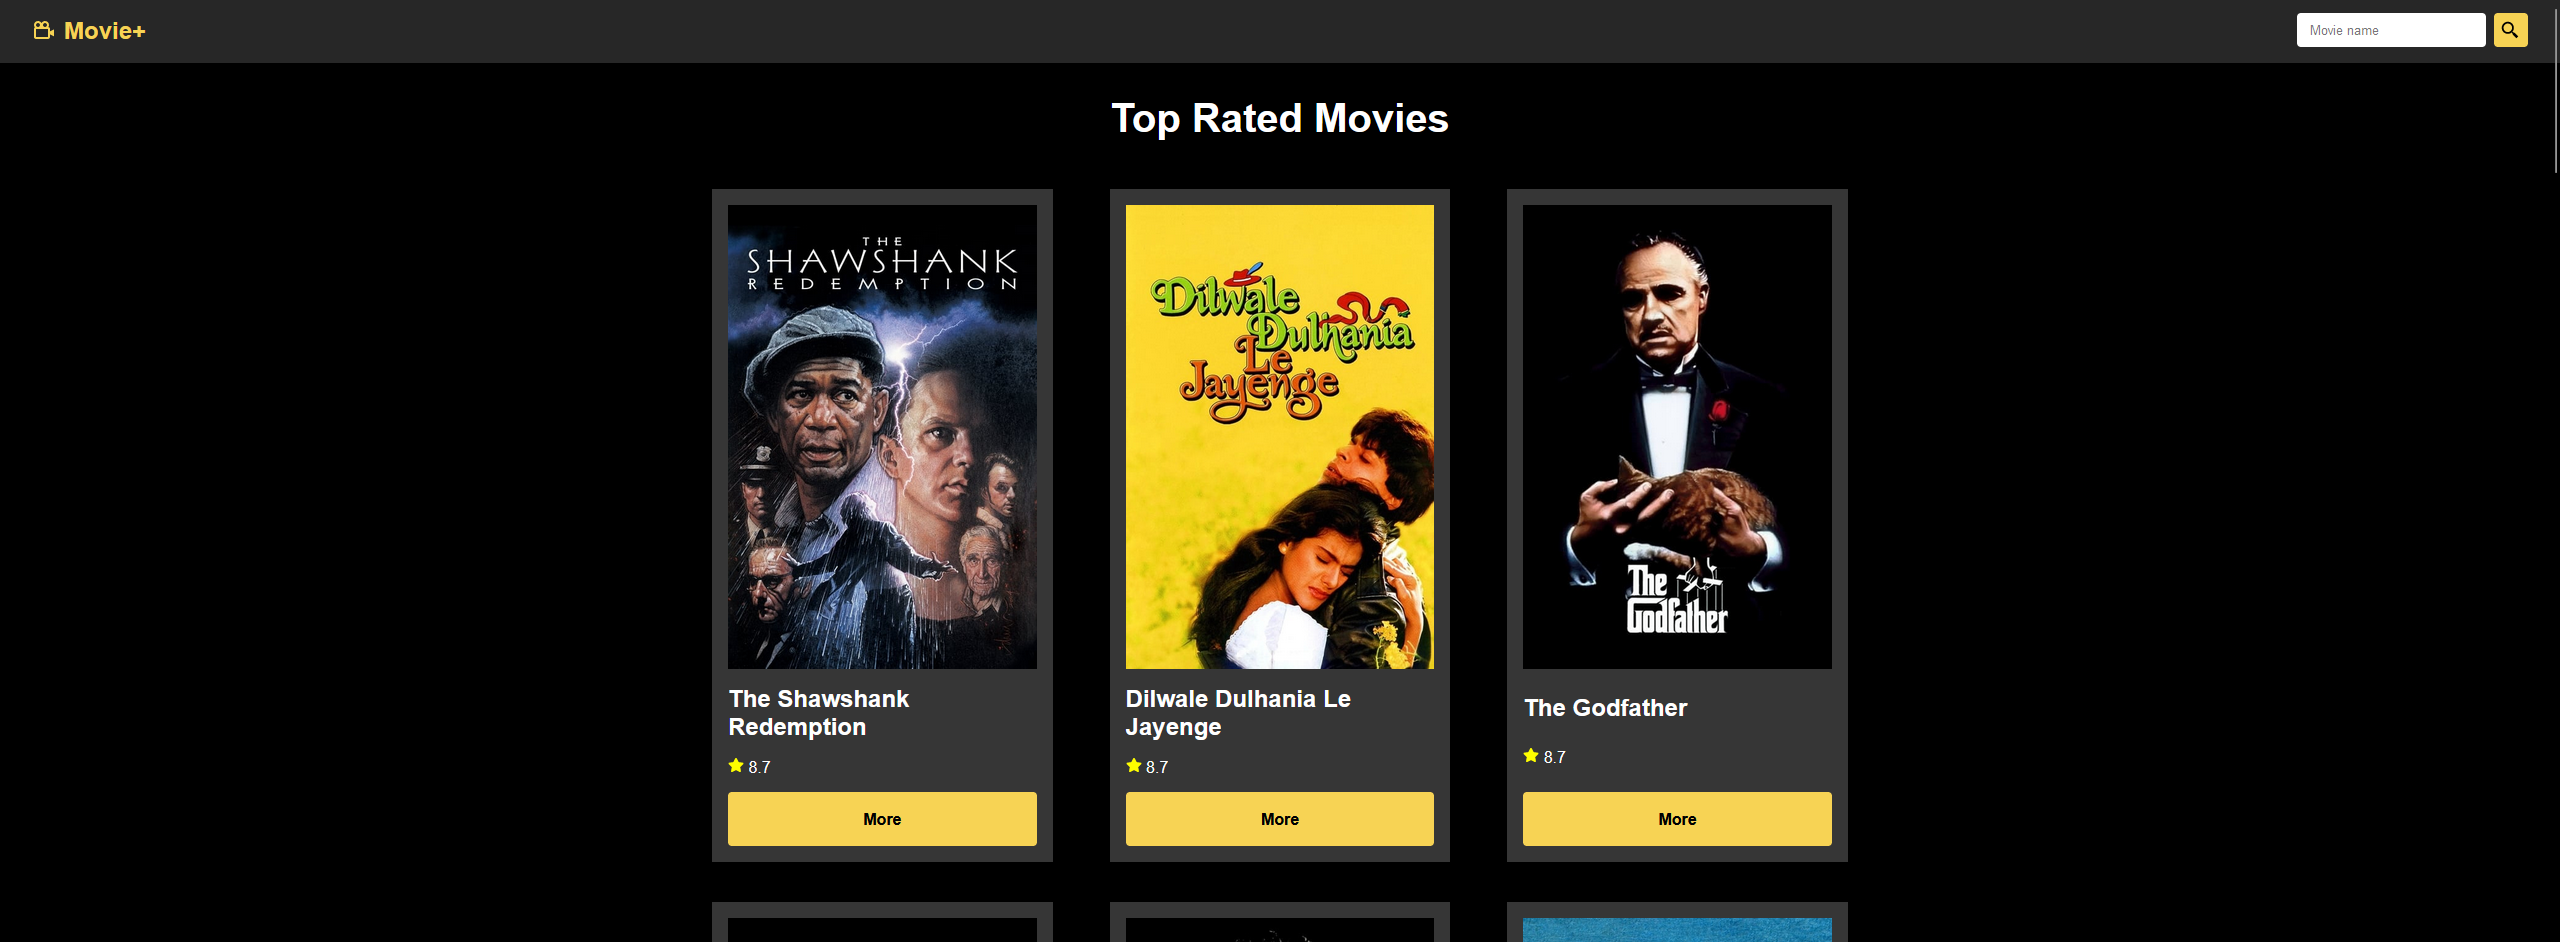 Movie+
Movie name
Top Rated Movies
THE
SHAWSHANK
REDEMPTION
Dilwale
Dulhania
Le
Jayenge
The
Godfather
The Shawshank
Redemption
8.7
More
Dilwale Dulhania Le
Jayenge
8.7
More
The Godfather
8.7
More